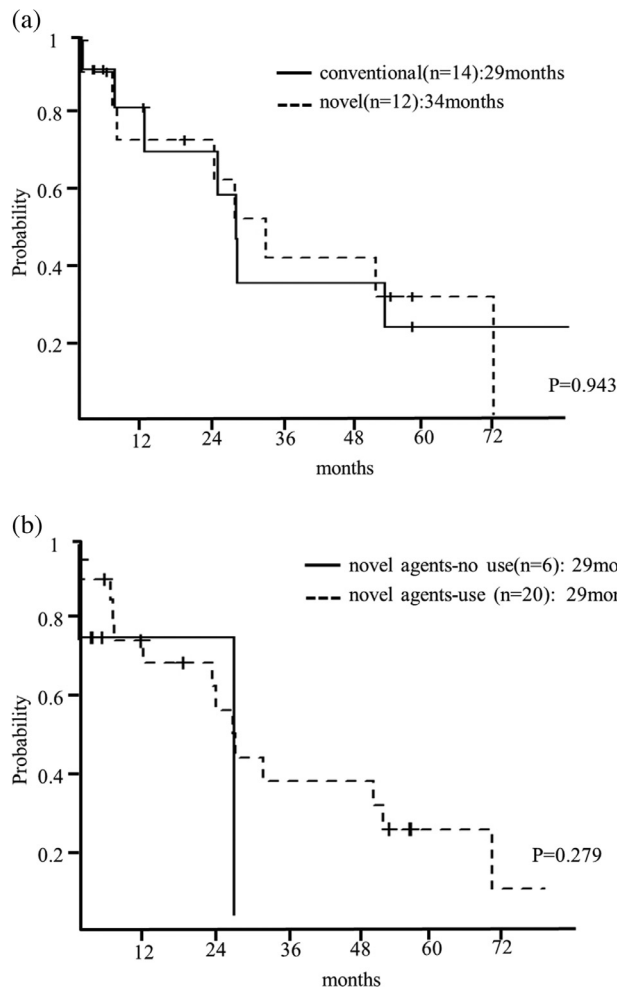 (a)
1
0.8
0.6
0.4
0.2
Probability
conventional(n=14):29months
novel(n=12):34months
P=0.943
12 24 36 48 60 72
months
(b)
1
0.8
0.6
0.4
0.2
Probability
novel agents-no use(n=6): 29mo
novel agents-use (n=20): 29mon
P=0.279
12 24 36 48 60 72
months